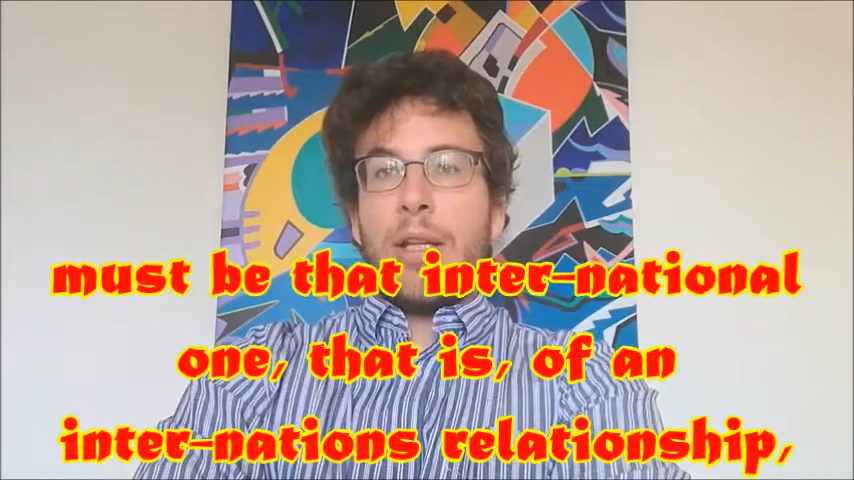 must be that inter-national
one, that is, of an
inter-nations relationship,